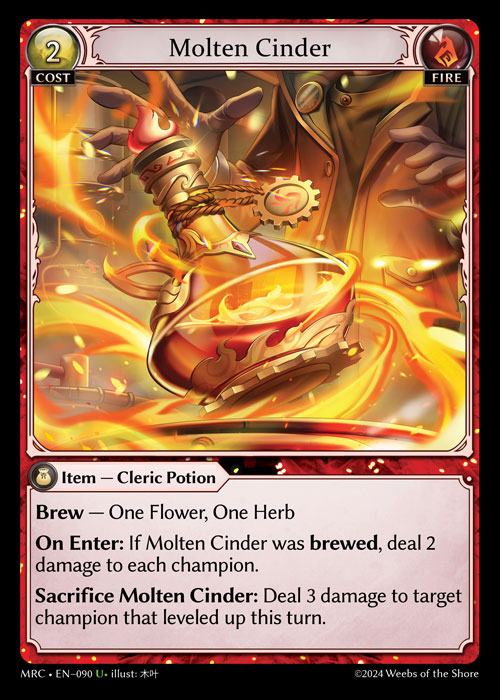 2
COST
Molten Cinder
FIRE
Item — Cleric Potion
Brew — One Flower, One Herb
On Enter: If Molten Cinder was brewed, deal 2
damage to each champion.
Sacrifice Molten Cinder: Deal 3 damage to target
champion that leveled up this turn.
MRC • EN-090 U• illust: 木叶
©2024 Weebs of the Shore